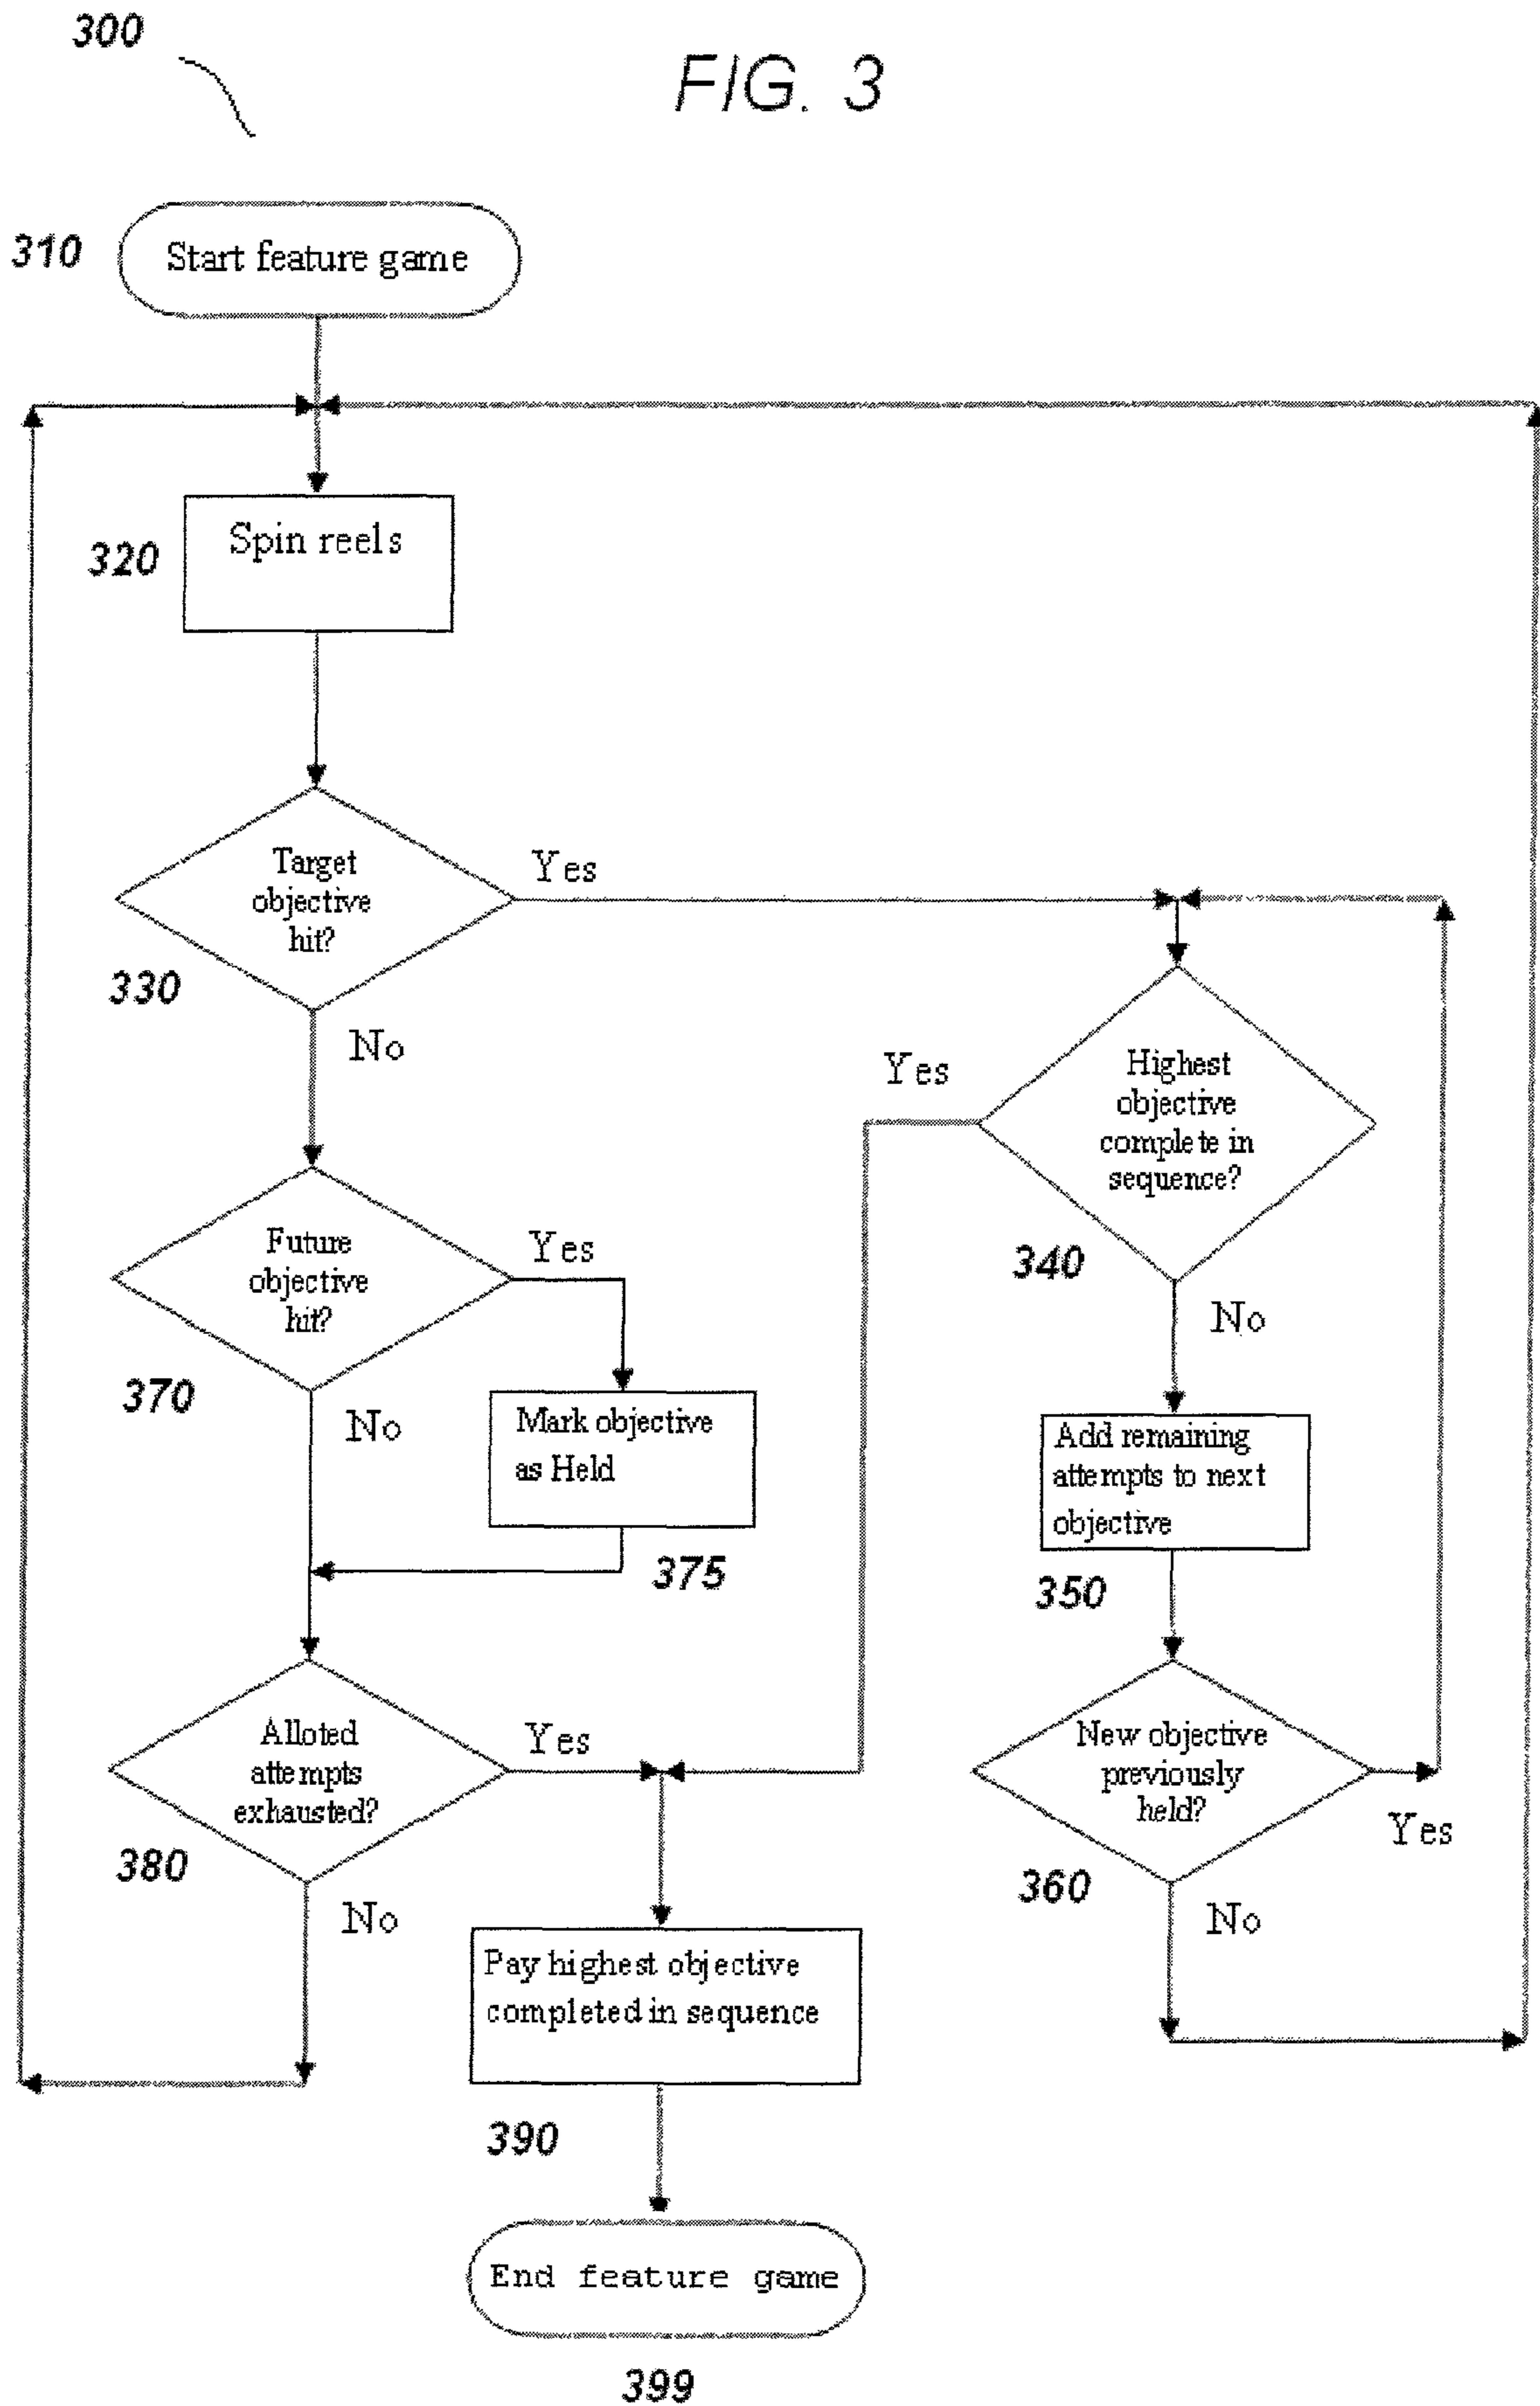 300
FIG. 3
310
Start feature game
320
Spin reels
Target
objective
hit?
Yes
330
No
Highest
objective
complete in
sequence?
Yes
340
No
Future
objective
hit?
Yes
370
No
Mark objective
as Held
375
Add remaining
attempts to next
objective
350
Alloted
attempts
exhausted?
Yes
380
No
New objective
previously
held?
Yes
360
No
Pay highest objective
completed in sequence
390
End feature game
399